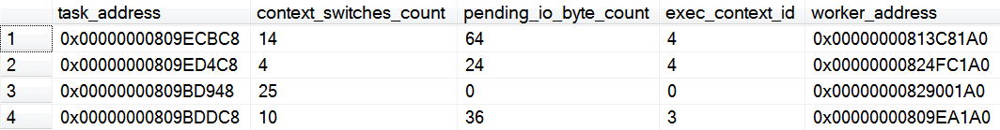 task_address context_switches_count pending_io_byte_count exec_context_id worker_address
1 0x00000000809ECBC8 14 64 4 0x00000000813C81A0
2 0x00000000809ED4C8 4 24 4 0x00000000824FC1A0
3 0x00000000809BD948 25 0 0 0x00000000829001A0
4 0x00000000809BDDC8 10 36 3 0x00000000809EA1A0